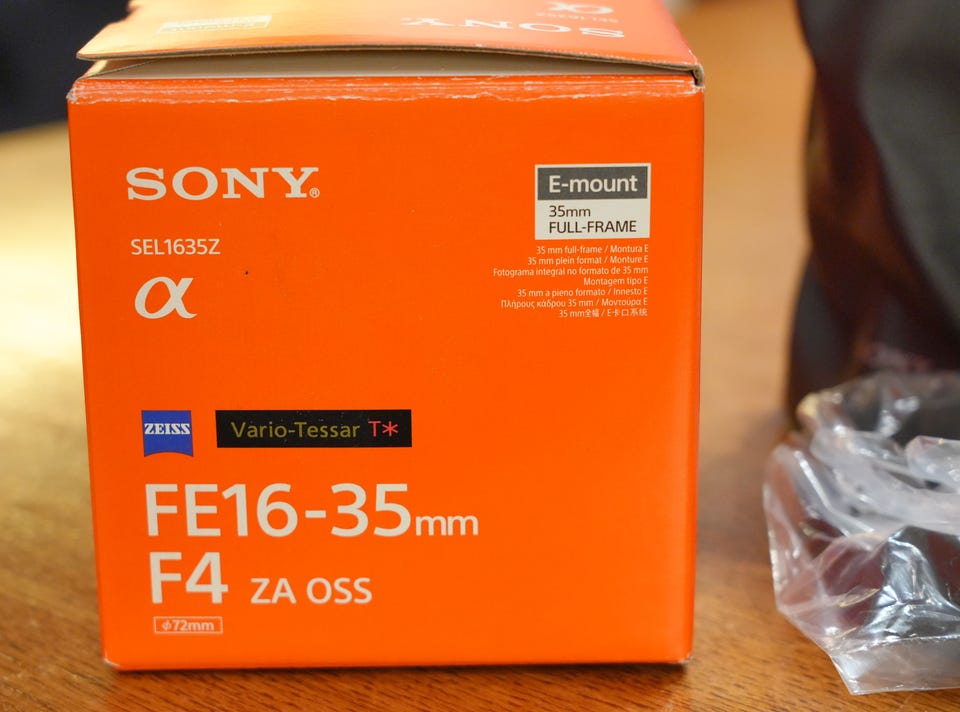 SONY
α
SEL1635Z
SONY®
SEL1635Z
α
E-mount
35mm
FULL-FRAME
35 mm full-frame / Montura E
35 mm plein format / Monture E
Fotograma integral no formato de 35 mm
Montagem tipo E
35 mm a pieno formato / Innesto E
Πλήρους κάδρου 35 mm / Μοντούρα E
35 mm全幅 / E卡口系统
ZEISS
Vario-Tessar T*
FE16-35mm
F4 ZA OSS
ϕ72mm